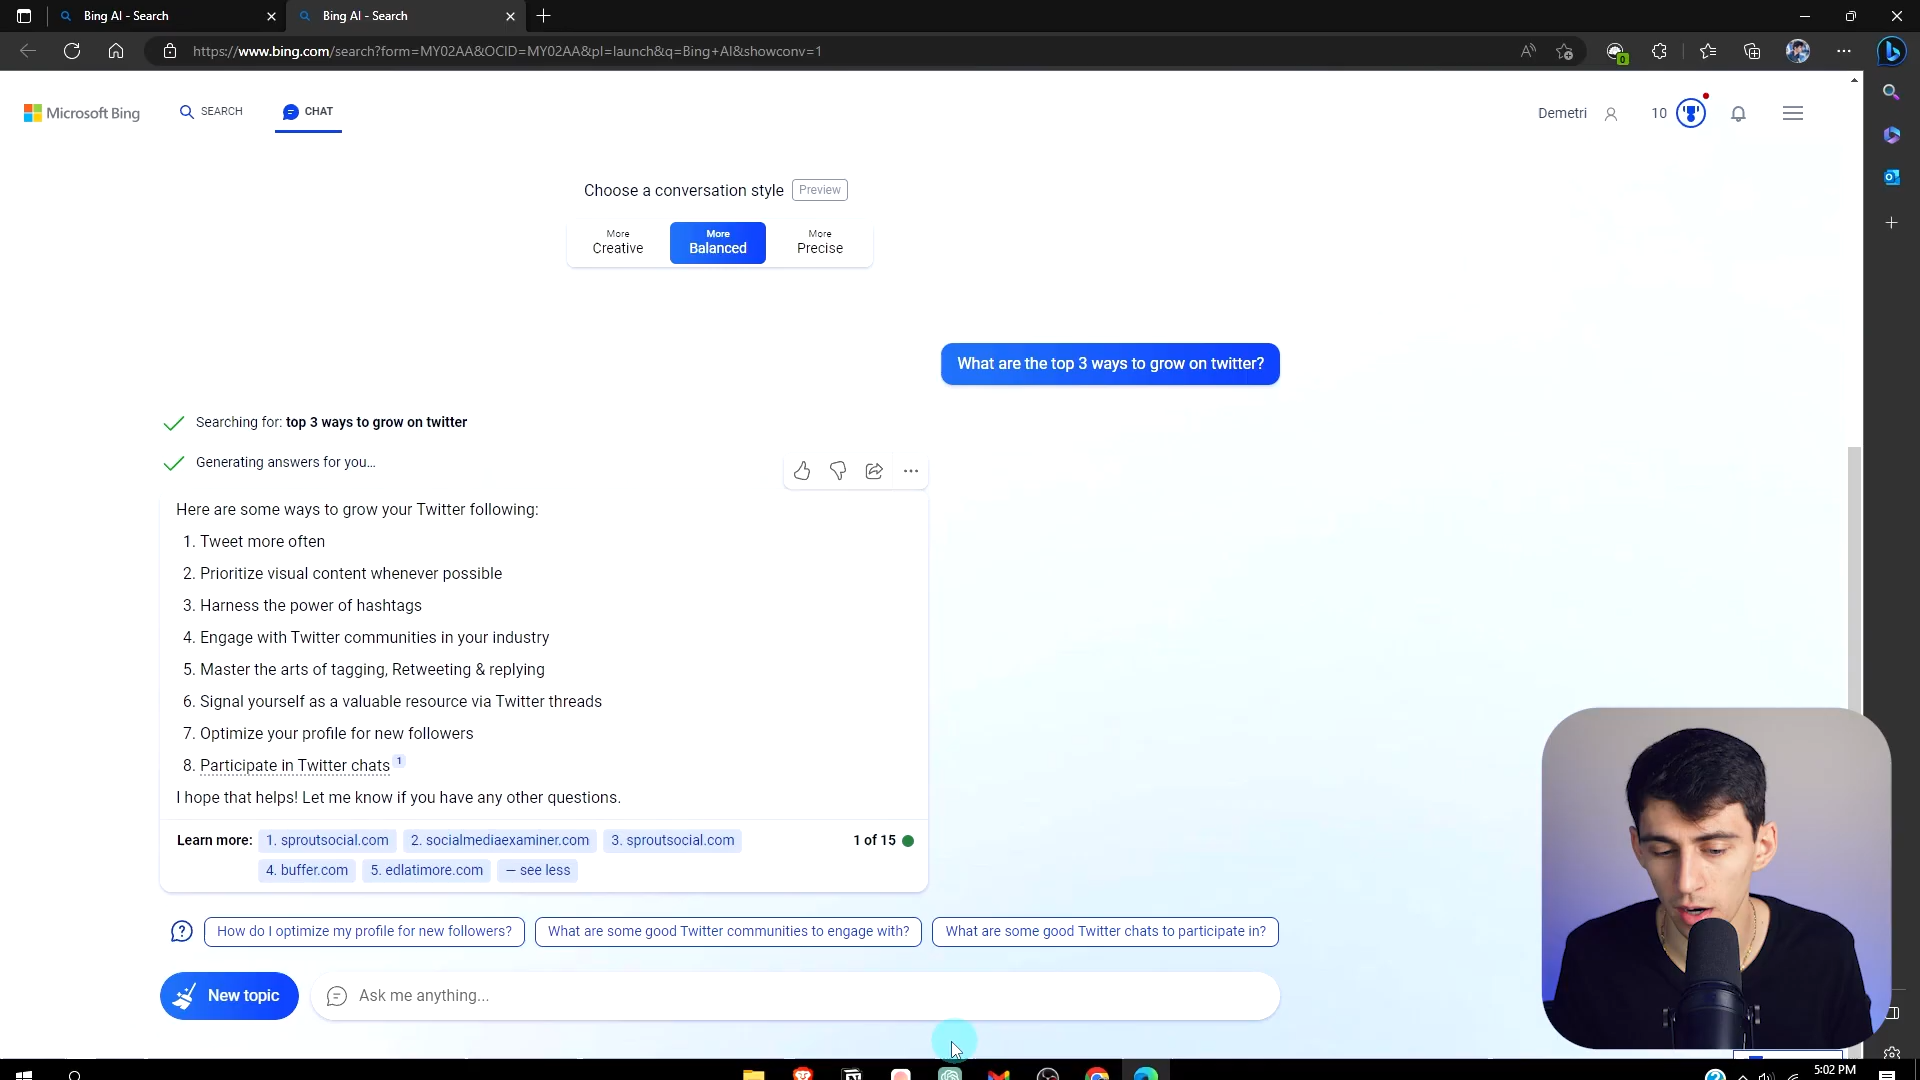 Bing AI - Search
Bing AI - Search
https://www.bing.com/search?form=MY02AA&OCID=MY02AA&pl=launch&q=Bing+AI&showconv=1
Microsoft Bing
SEARCH
CHAT
Demetri
10
Choose a conversation style Preview
More Creative
More Balanced
More Precise
What are the top 3 ways to grow on twitter?
Searching for: top 3 ways to grow on twitter
Generating answers for you...
Here are some ways to grow your Twitter following:
1. Tweet more often
2. Prioritize visual content whenever possible
3. Harness the power of hashtags
4. Engage with Twitter communities in your industry
5. Master the arts of tagging, Retweeting & replying
6. Signal yourself as a valuable resource via Twitter threads
7. Optimize your profile for new followers
8. Participate in Twitter chats 1
I hope that helps! Let me know if you have any other questions.
Learn more: 1. sproutsocial.com 2. socialmediaexaminer.com 3. sproutsocial.com 1 of 15
4. buffer.com 5. edlatimore.com — see less
How do I optimize my profile for new followers? What are some good Twitter communities to engage with? What are some good Twitter chats to participate in?
New topic
Ask me anything...
5:02 PM